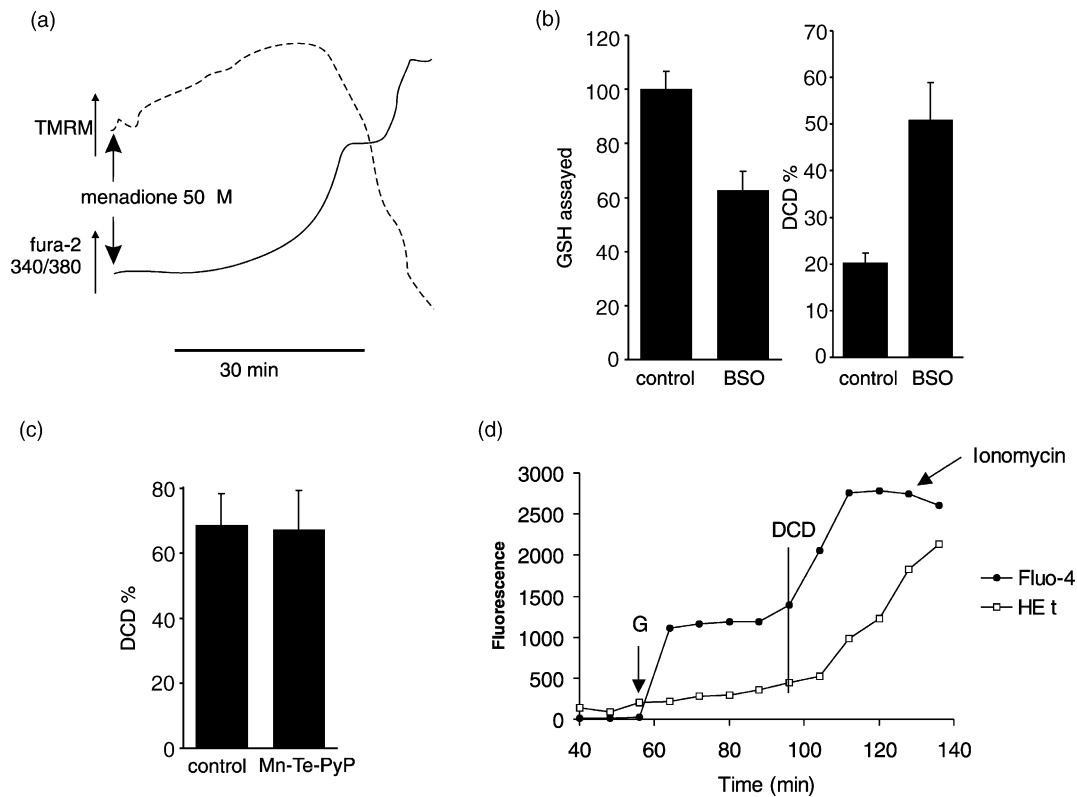 (a)
TMRM
menadione 50 M
fura-2
340/380
30 min
(b)
120
100
80
60
40
20
0
GSH assayed
control BSO
70
60
50
40
30
20
10
0
DCD %
control BSO
(c)
80
60
40
20
0
DCD %
control Mn-Te-PyP
(d)
3000
2500
2000
1500
1000
500
0
Fluorescence
G
DCD
Ionomycin
Fluo-4
HE t
40 60 80 100 120 140
Time (min)